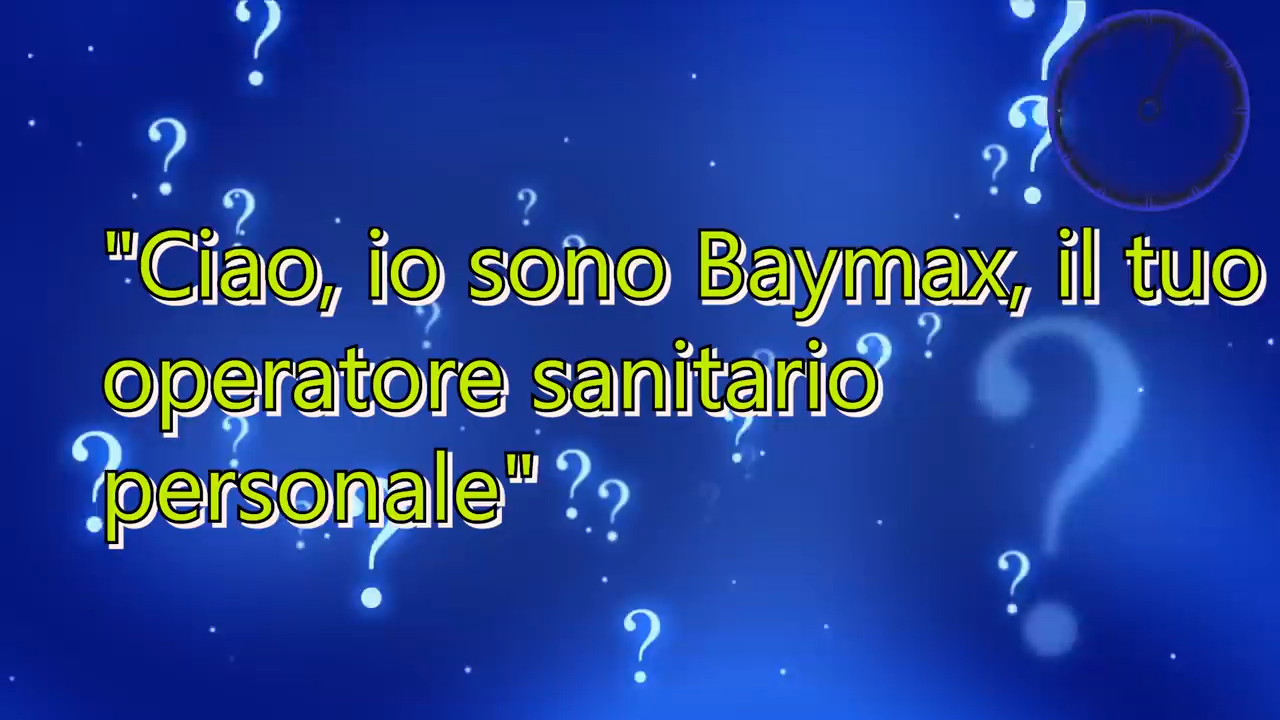 "Ciao, io sono Baymax, il tuo
operatore sanitario
personale"